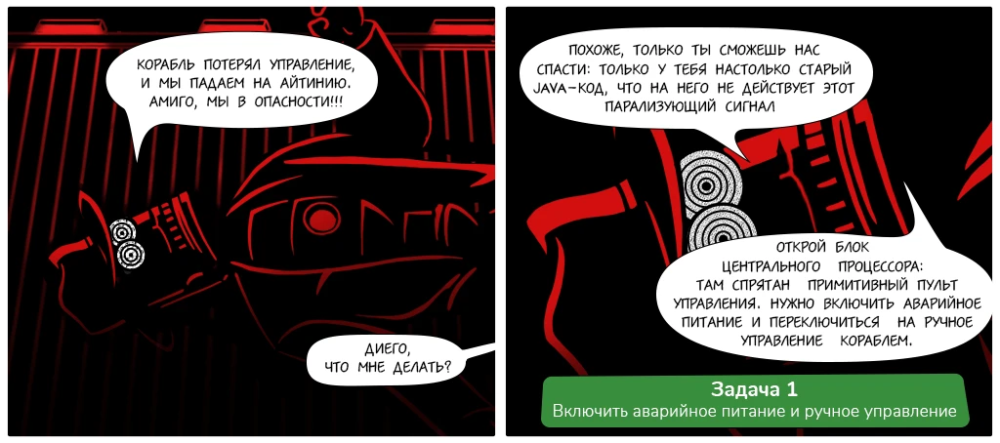 КОРАБЛЬ ПОТЕРЯЛ УПРАВЛЕНИЕ,
И МЫ ПАДАЕМ НА АЙТИНИЮ.
АМИГО, МЫ В ОПАСНОСТИ!!!
ДИЕГО,
ЧТО МНЕ ДЕЛАТЬ?
ПОХОЖЕ, ТОЛЬКО ТЫ СМОЖЕШЬ НАС
СПАСТИ: ТОЛЬКО У ТЕБЯ НАСТОЛЬКО СТАРЫЙ
JAVA-КОД, ЧТО НА НЕГО НЕ ДЕЙСТВУЕТ ЭТОТ
ПАРАЛИЗУЮЩИЙ СИГНАЛ
ОТКРОЙ БЛОК
ЦЕНТРАЛЬНОГО ПРОЦЕССОРА:
ТАМ СПРЯТАН ПРИМИТИВНЫЙ ПУЛЬТ
УПРАВЛЕНИЯ. НУЖНО ВКЛЮЧИТЬ АВАРИЙНОЕ
ПИТАНИЕ И ПЕРЕКЛЮЧИТЬСЯ НА РУЧНОЕ
УПРАВЛЕНИЕ КОРАБЛЕМ.
Задача 1
Включить аварийное питание и ручное управление